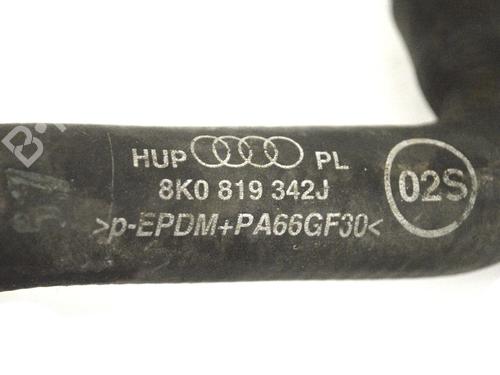 HUP PL
8K0 819 342J
02S
>p-EPDM+PA66GF30<